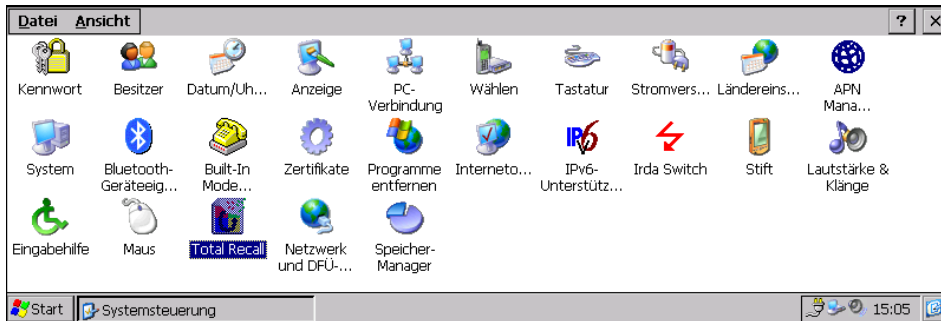 Datei Ansicht ? ×
Kennwort Besitzer Datum/Uh... Anzeige PC- Wählen Tastatur Stromvers... Ländereins... APN
Verbindung Mana...
System Bluetooth- Built-In Zertifikate Programme Interneto... IPv6- Irda Switch Stift Lautstärke &
Geräteeig... Mode... entfernen Unterstütz... Klänge
Eingabehilfe Maus Total Recall Netzwerk Speicher-
und DFÜ-... Manager
Start Systemsteuerung 15:05